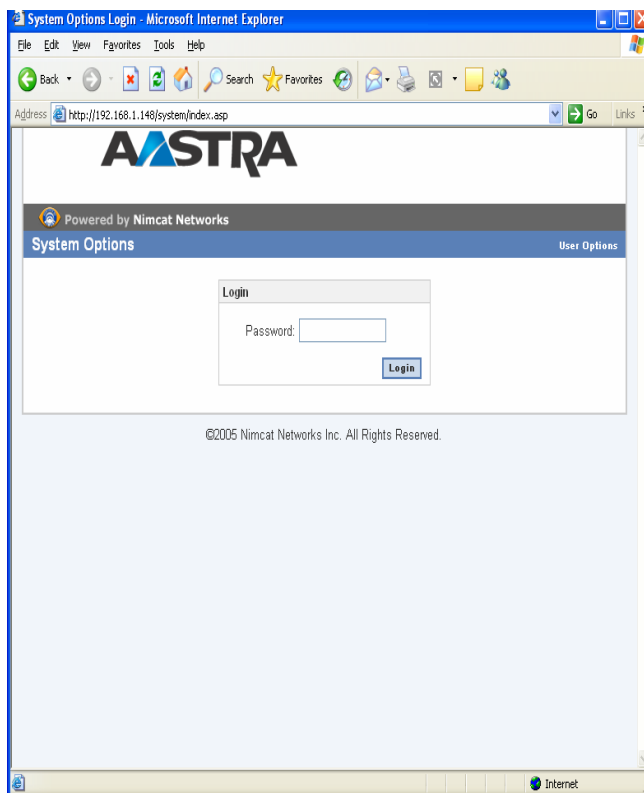 System Options Login - Microsoft Internet Explorer
File Edit View Favorites Tools Help
Back Search Favorites
Address http://192.168.1.148/system/index.asp Go Links
AASTRA
Powered by Nimcat Networks
System Options User Options
Login
Password:
Login
©2005 Nimcat Networks Inc. All Rights Reserved.
Internet